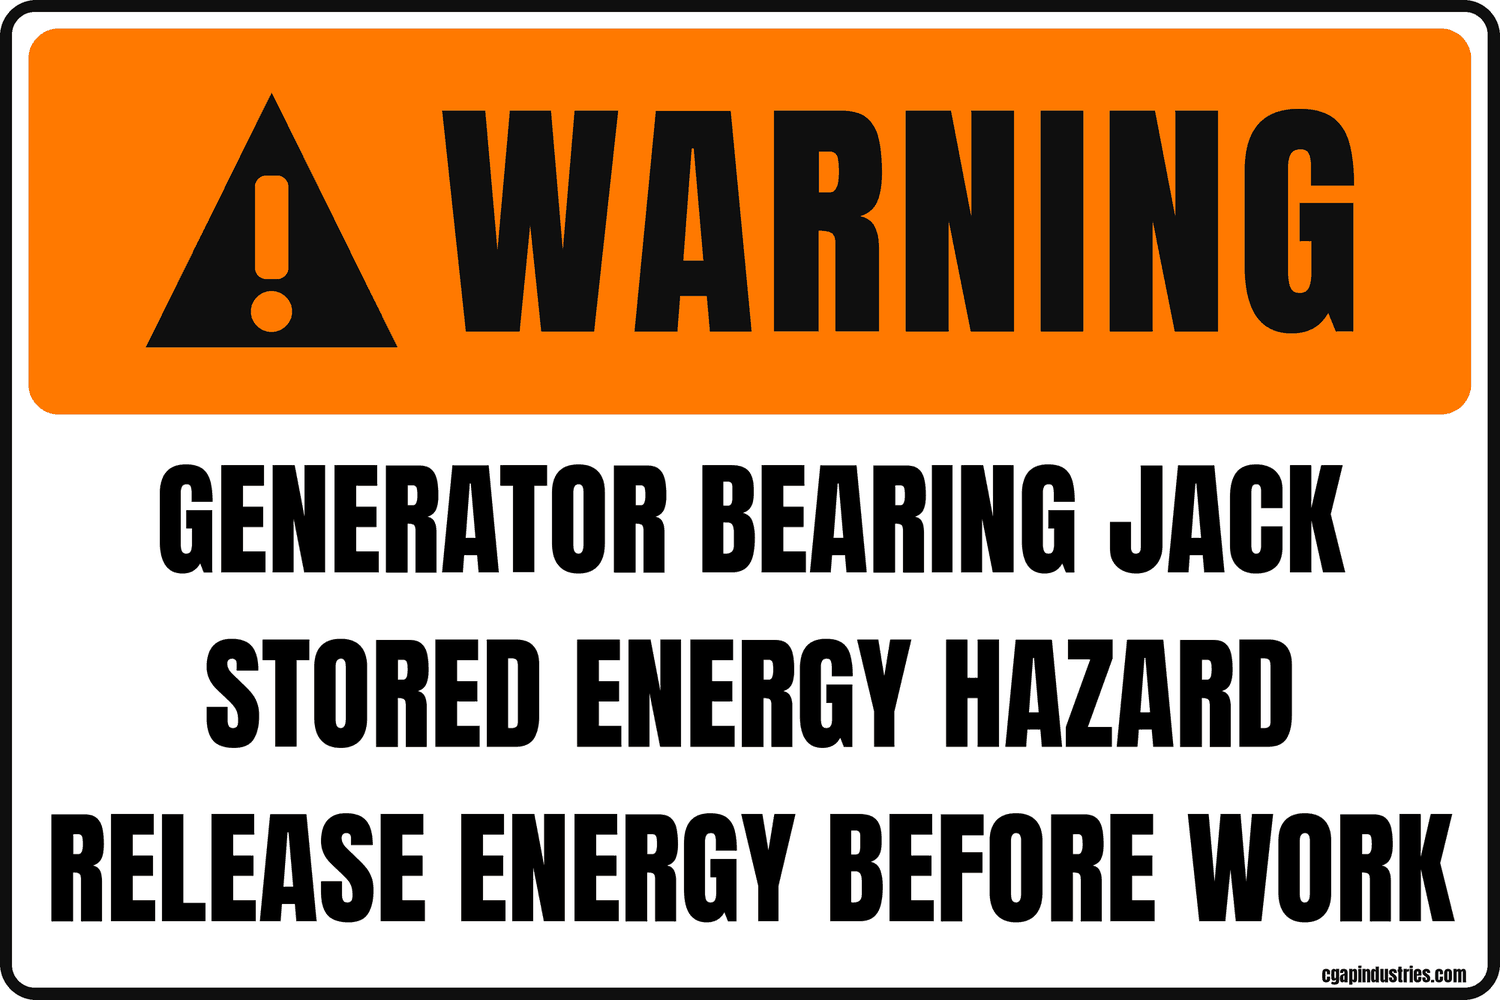 WARNING
GENERATOR BEARING JACK
STORED ENERGY HAZARD
RELEASE ENERGY BEFORE WORK
cgapindustries.com